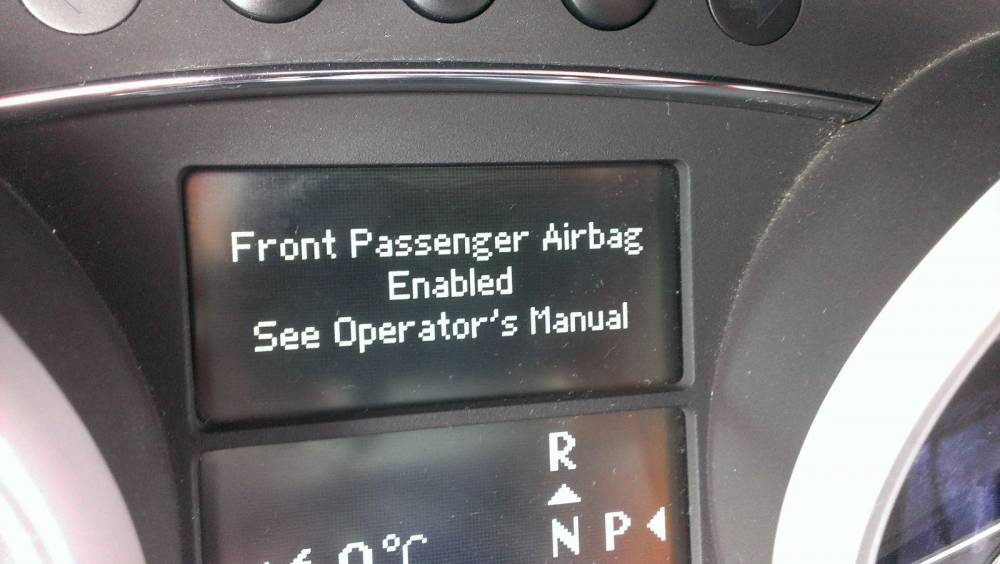 Front Passenger Airbag
Enabled
See Operator's Manual
R
N P
°C